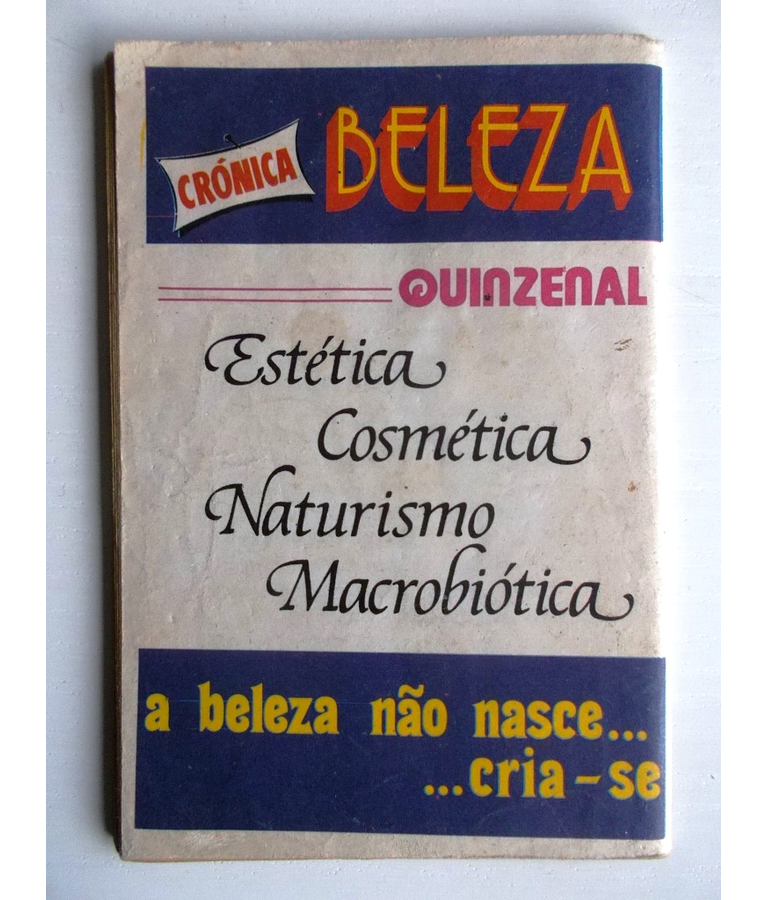 CRÓNICA BELEZA
QUINZENAL
Estética
Cosmética
Naturismo
Macrobiótica
a beleza não nasce...
...cria-se